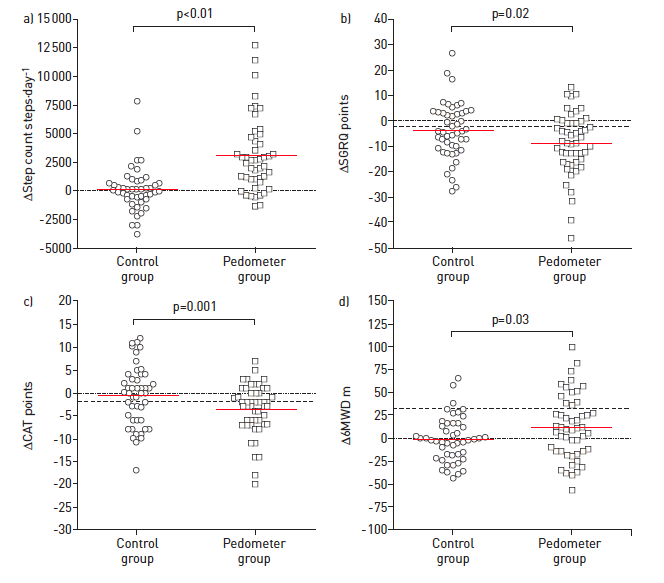 a)
p<0.01
ΔStep count steps·day⁻¹
15000
12500
10000
7500
5000
2500
0
-2500
-5000
Control group
Pedometer group
b)
p=0.02
ΔSGRQ points
40
30
20
10
0
-10
-20
-30
-40
-50
Control group
Pedometer group
c)
p=0.001
ΔCAT points
20
15
10
5
0
-5
-10
-15
-20
-25
-30
Control group
Pedometer group
d)
p=0.03
Δ6MWD m
150
100
75
50
25
0
-25
-50
-75
-100
Control group
Pedometer group